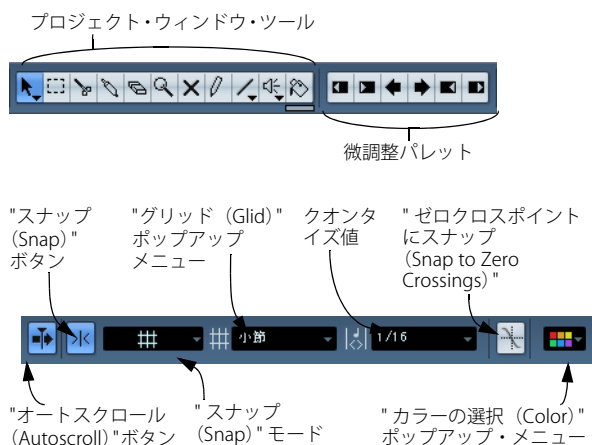 プロジェクト・ウィンドウ・ツール
微調整パレット
"スナップ
(Snap)"
ボタン
"グリッド（Glid）"
ポップアップ
メニュー
クオンタ
イズ値
" ゼロクロスポイント
にスナップ
(Snap to Zero
Crossings)"
小節
1/16
"オートスクロール
(Autoscroll)"ボタン
" スナップ
(Snap)" モード
" カラーの選択（Color）"
ポップアップ・メニュー